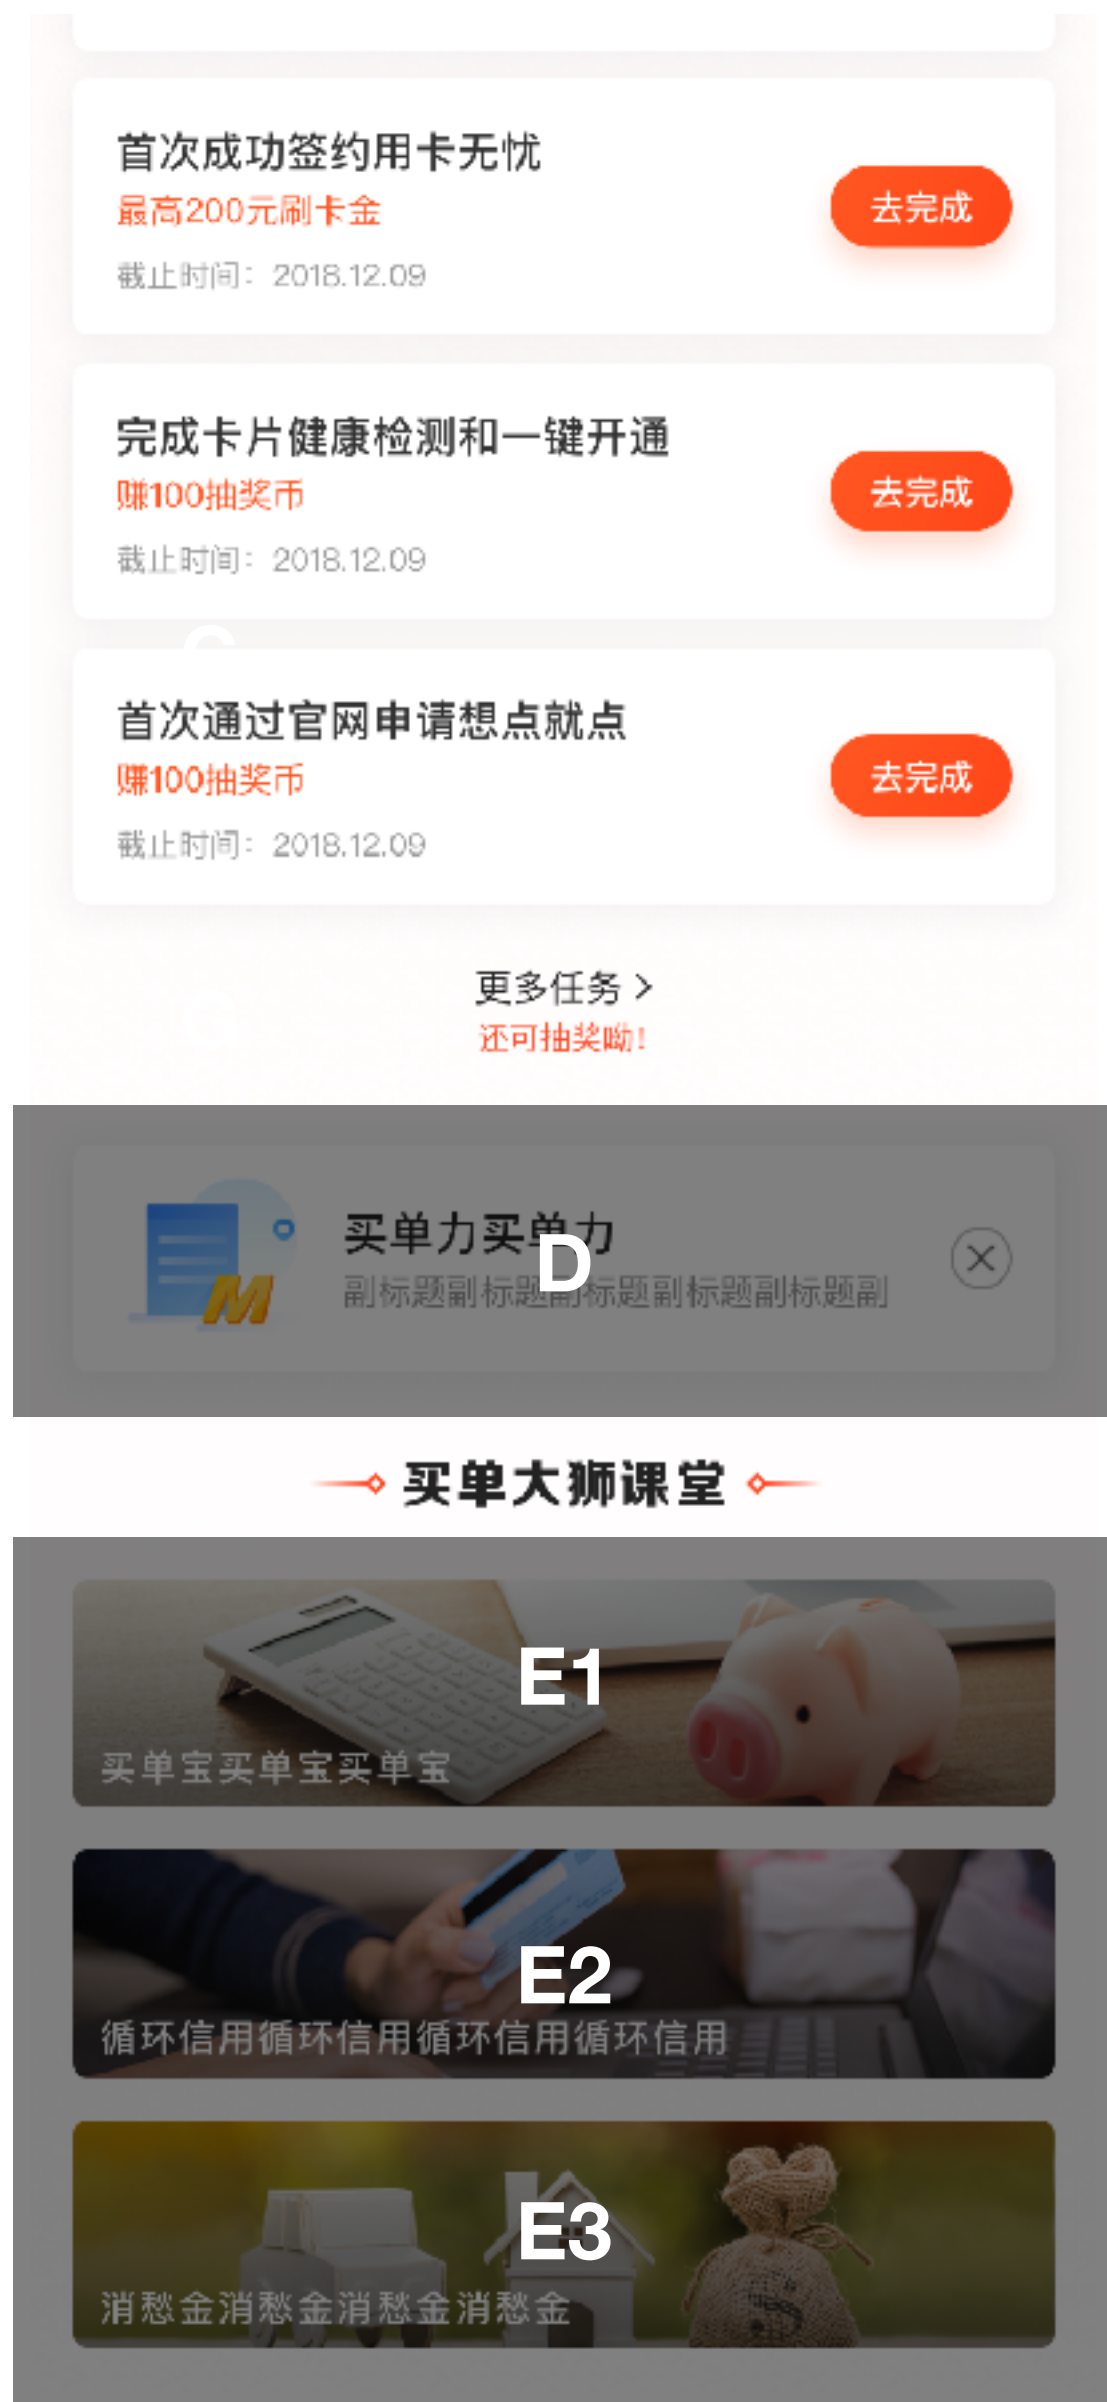 首次成功签约用卡无忧
最高200元刷卡金
去完成
截止时间：2018.12.09
完成卡片健康检测和一键开通
赚100抽奖币
去完成
截止时间：2018.12.09
首次通过官网申请想点就点
赚100抽奖币
去完成
截止时间：2018.12.09
更多任务 >
还可抽奖呦!
买单力买单力
D
副标题副标题副标题副标题副标题副
买单大狮课堂
E1
买单宝买单宝买单宝
E2
循环信用循环信用循环信用循环信用
E3
消愁金消愁金消愁金消愁金